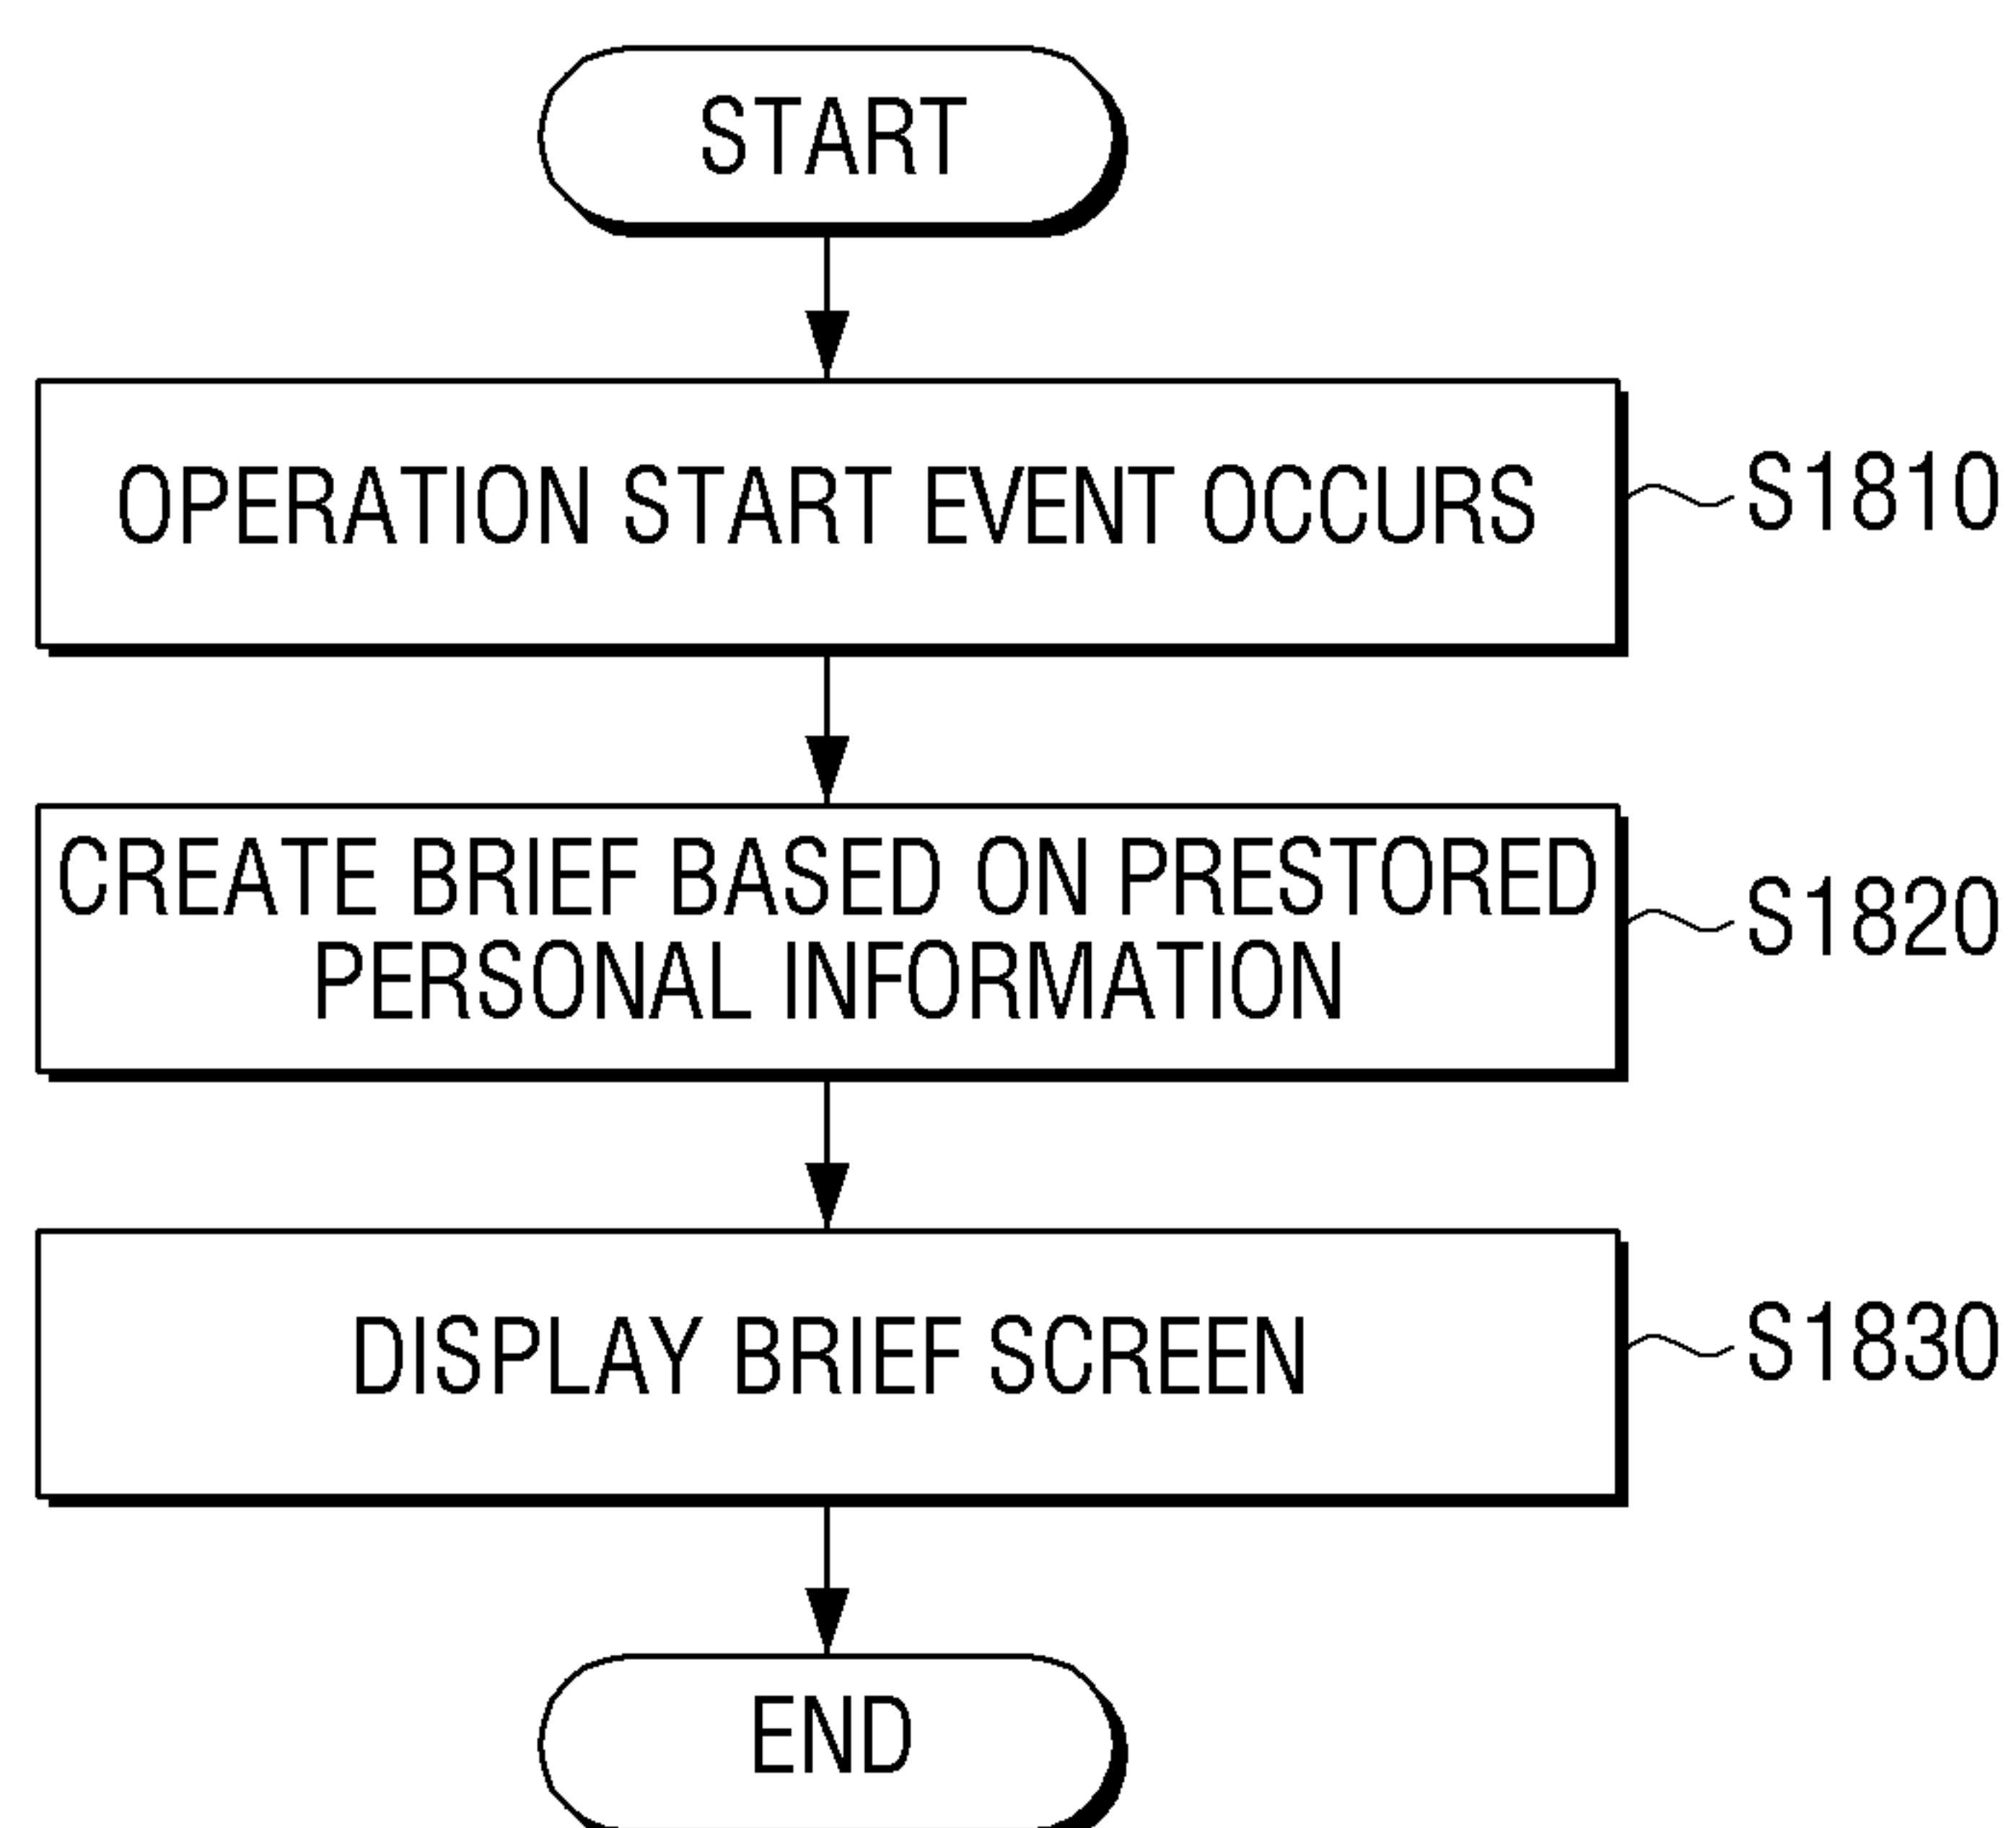 START
OPERATION START EVENT OCCURS
S1810
CREATE BRIEF BASED ON PRESTORED
PERSONAL INFORMATION
S1820
DISPLAY BRIEF SCREEN
S1830
END